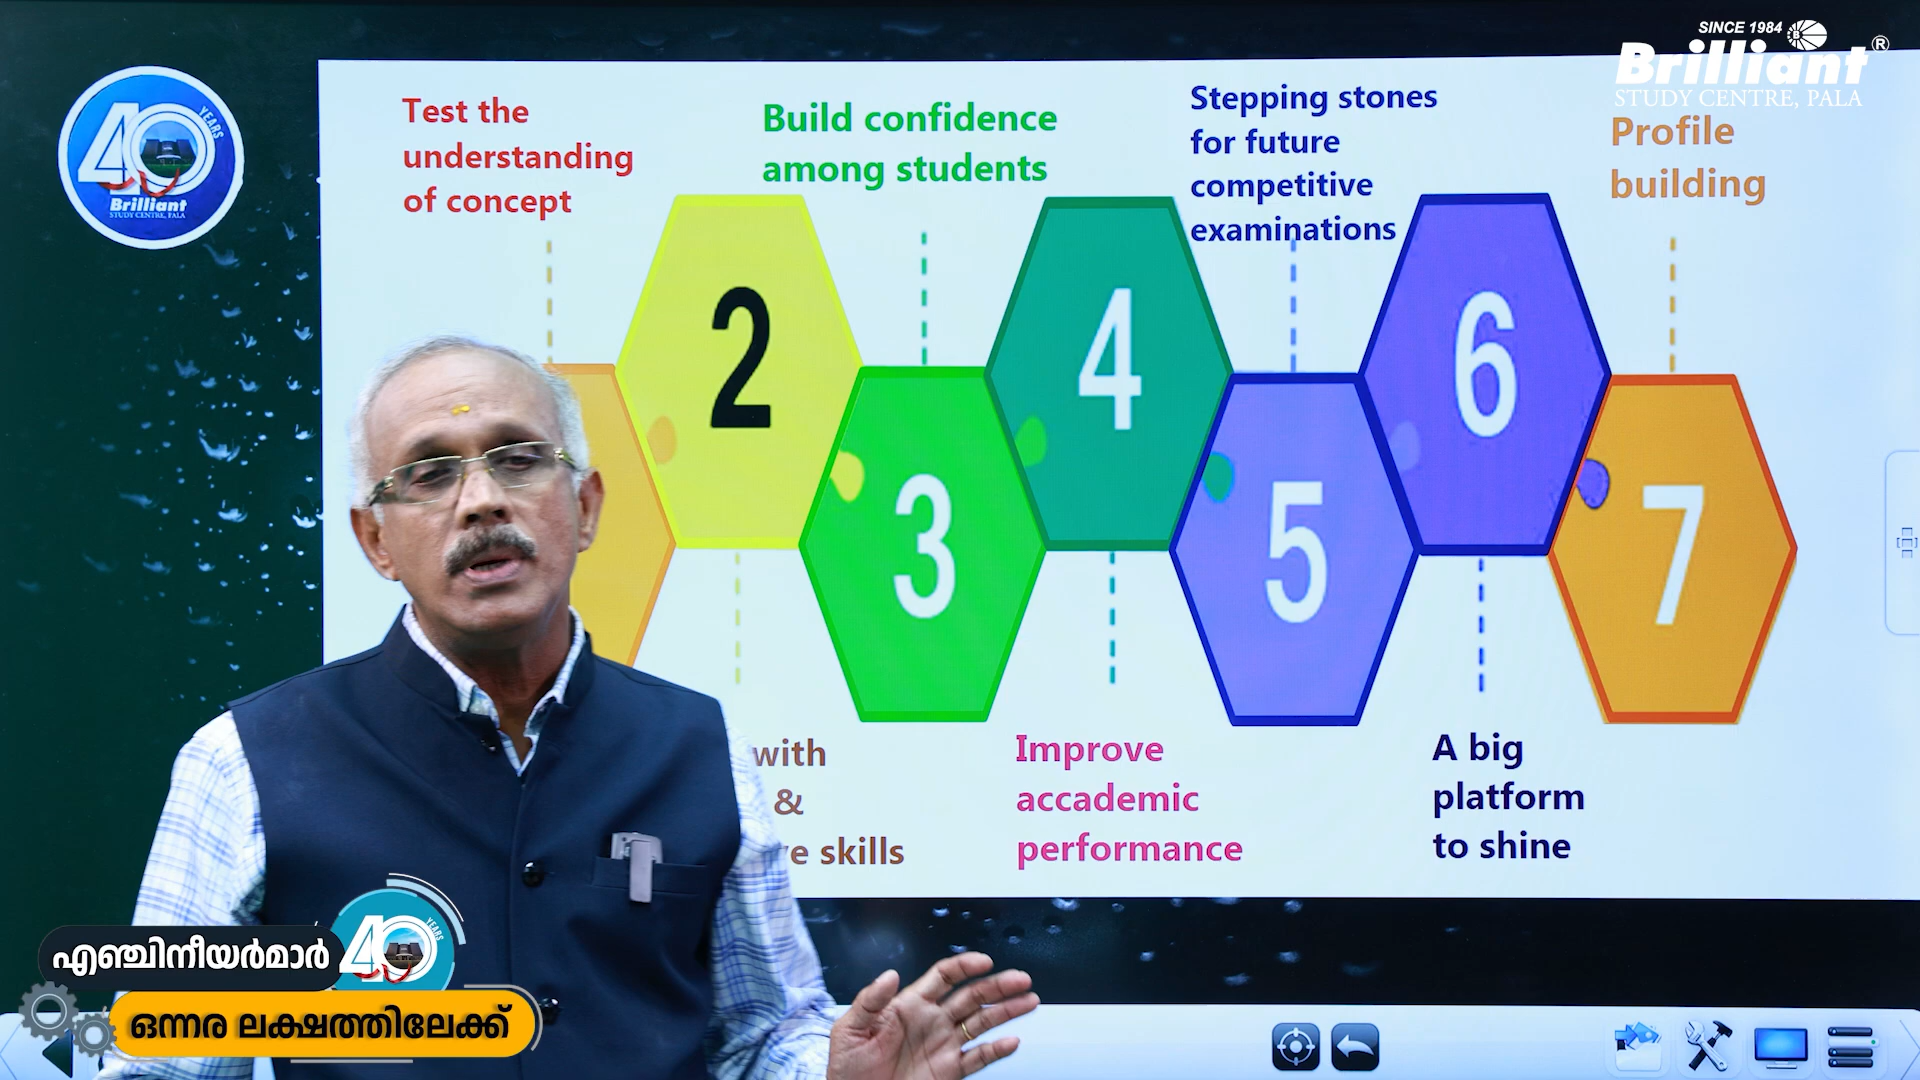 SINCE 1984
Brilliant
STUDY CENTRE, PALA
40
YEARS
Brilliant
STUDY CENTRE, PALA
Test the
understanding
of concept
Build confidence
among students
Stepping stones
for future
competitive
examinations
Profile
building
2
3
4
5
6
7
with
&
skills
Improve
accademic
performance
A big
platform
to shine
എഞ്ചിനീയർമാർ
40
YEARS
ഒന്നര ലക്ഷത്തിലേക്ക്